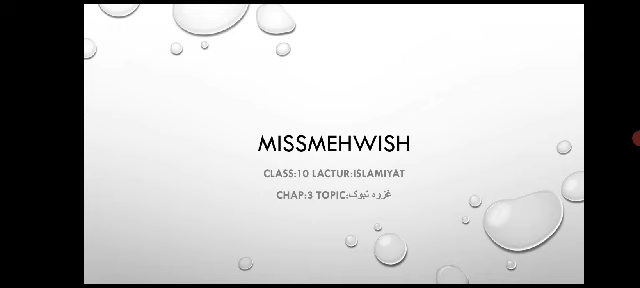 MISSMEHWISH
CLASS:10 LACTUR:ISLAMIYAT
CHAP:3 TOPIC:غزوہ تبوک